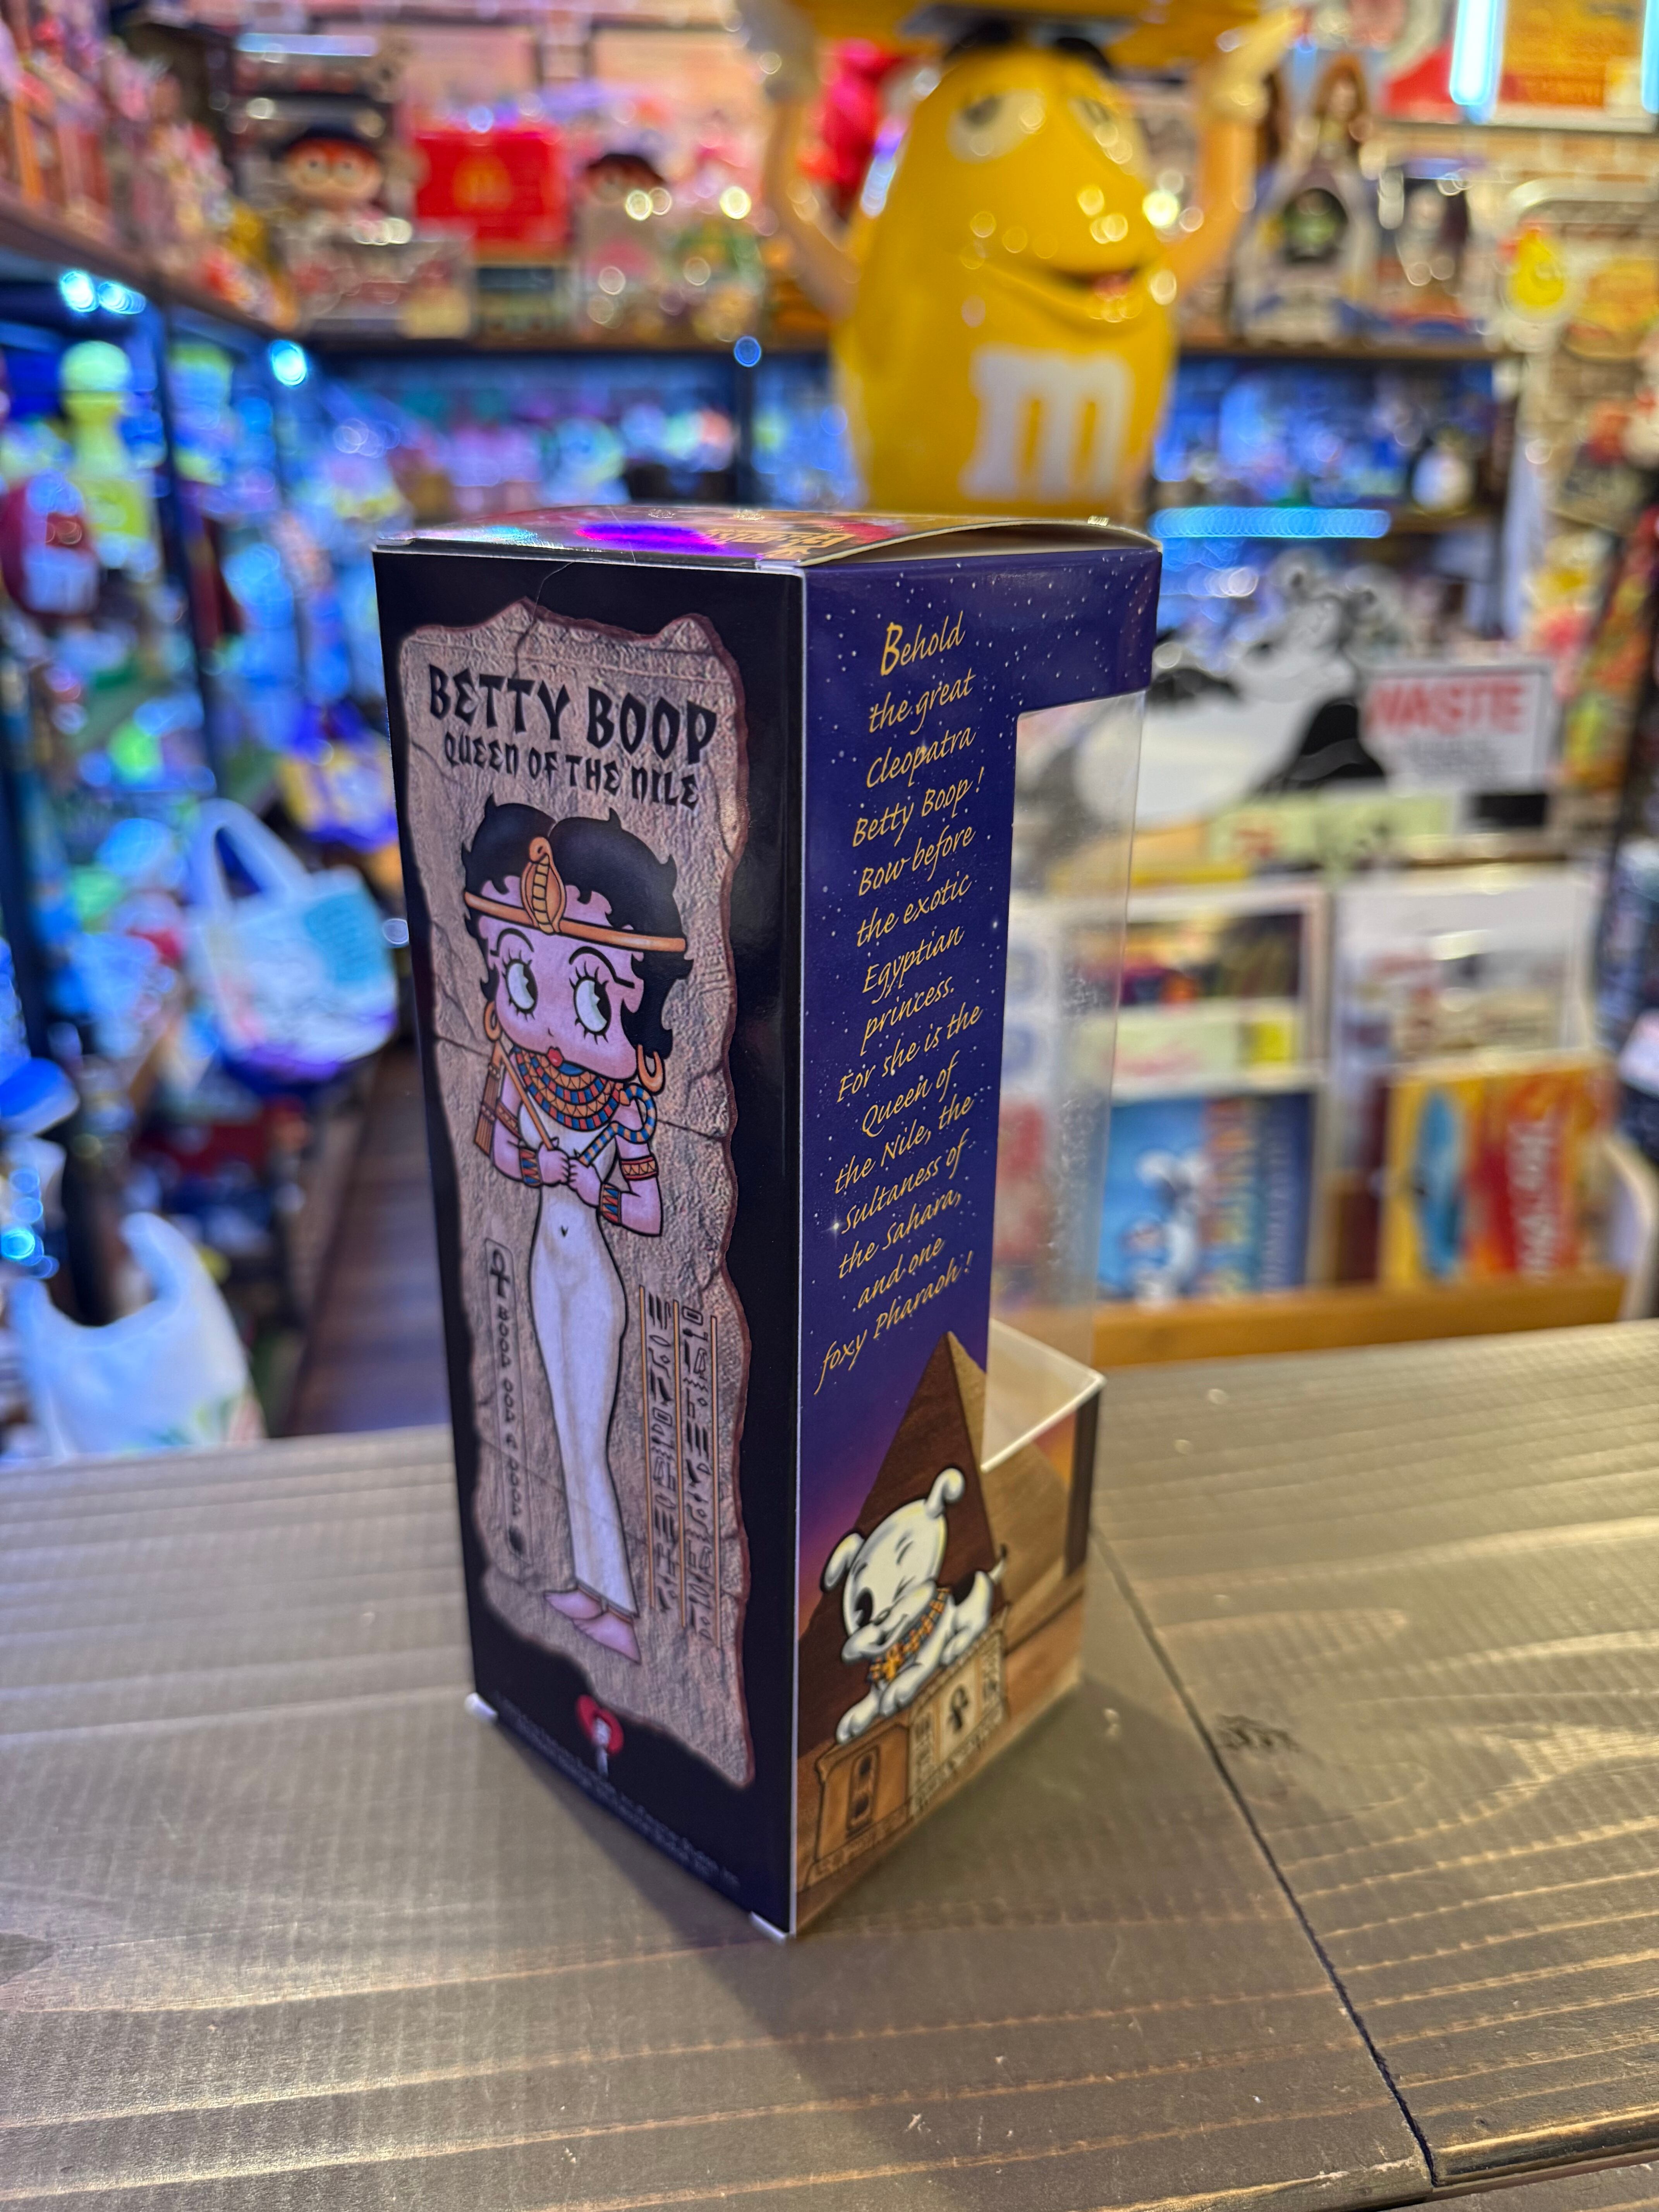 BETTY BOOP
QUEEN OF THE NILE
Behold
the great
Cleopatra
Betty Boop!
Bow before
the exotic
Egyptian
princess.
For she is the
Queen of
the Nile, the
sultaness of
the Sahara,
and one
foxy Pharaoh!
m
WASTE